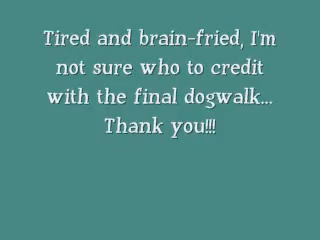 Tired and brain-fried, I'm
not sure who to credit
with the final dogwalk...
Thank you!!!